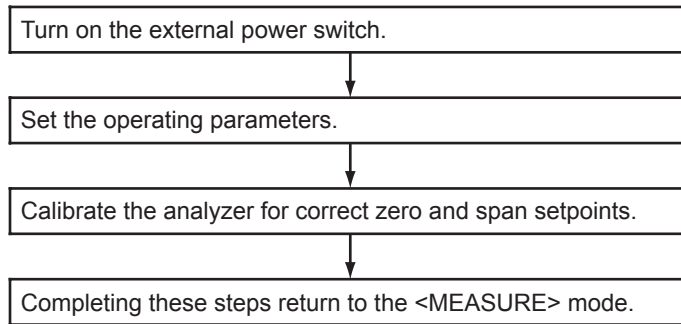 Turn on the external power switch.
Set the operating parameters.
Calibrate the analyzer for correct zero and span setpoints.
Completing these steps return to the <MEASURE> mode.